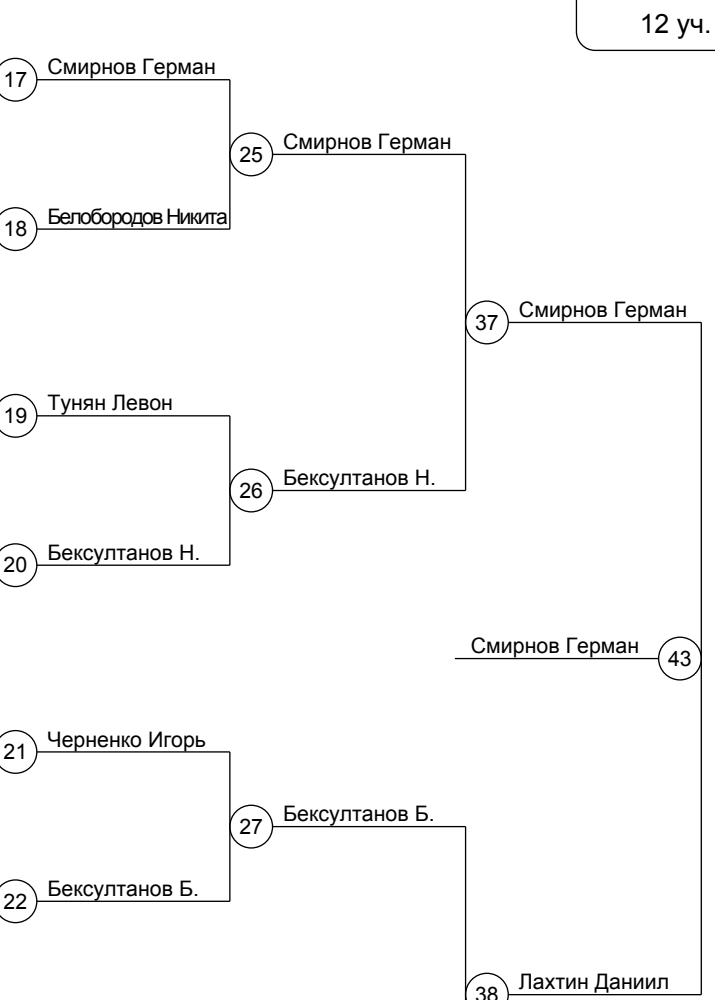 12 уч.
17 Смирнов Герман
25 Смирнов Герман
18 Белобородов Никита
37 Смирнов Герман
19 Тунян Левон
26 Бексултанов Н.
20 Бексултанов Н.
Смирнов Герман 43
21 Черненко Игорь
27 Бексултанов Б.
22 Бексултанов Б.
38 Лахтин Даниил